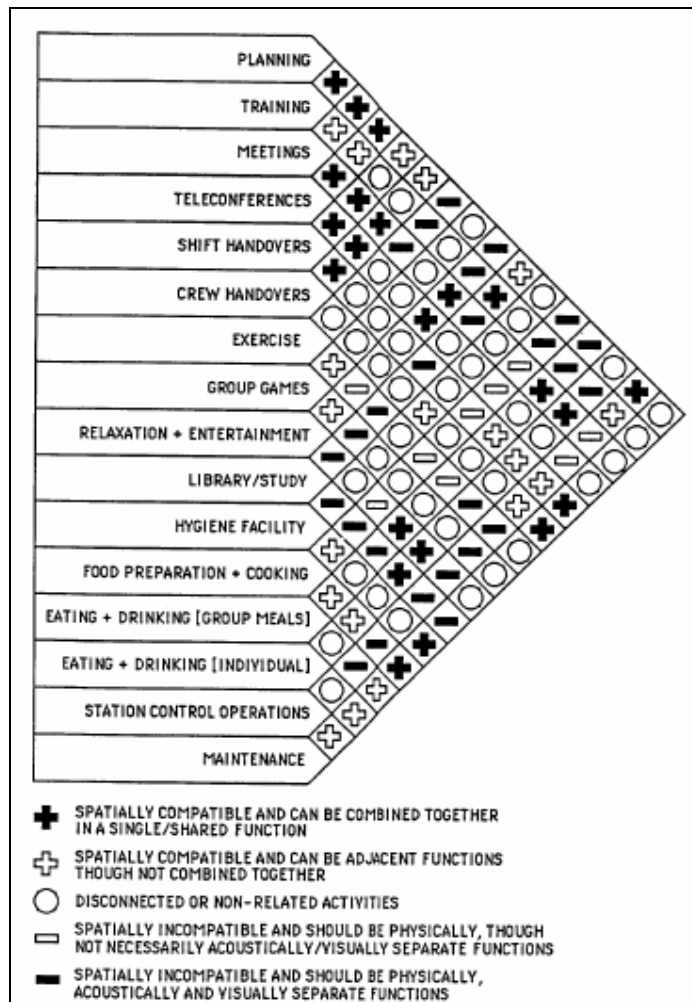 PLANNING
TRAINING
MEETINGS
TELECONFERENCES
SHIFT HANDOVERS
CREW HANDOVERS
EXERCISE
GROUP GAMES
RELAXATION + ENTERTAINMENT
LIBRARY/STUDY
HYGIENE FACILITY
FOOD PREPARATION + COOKING
EATING + DRINKING [GROUP MEALS]
EATING + DRINKING [INDIVIDUAL]
STATION CONTROL OPERATIONS
MAINTENANCE
SPATIALLY COMPATIBLE AND CAN BE COMBINED TOGETHER
IN A SINGLE/SHARED FUNCTION
SPATIALLY COMPATIBLE AND CAN BE ADJACENT FUNCTIONS
THOUGH NOT COMBINED TOGETHER
DISCONNECTED OR NON-RELATED ACTIVITIES
SPATIALLY INCOMPATIBLE AND SHOULD BE PHYSICALLY, THOUGH
NOT NECESSARILY ACOUSTICALLY/VISUALLY SEPARATE FUNCTIONS
SPATIALLY INCOMPATIBLE AND SHOULD BE PHYSICALLY,
ACOUSTICALLY AND VISUALLY SEPARATE FUNCTIONS